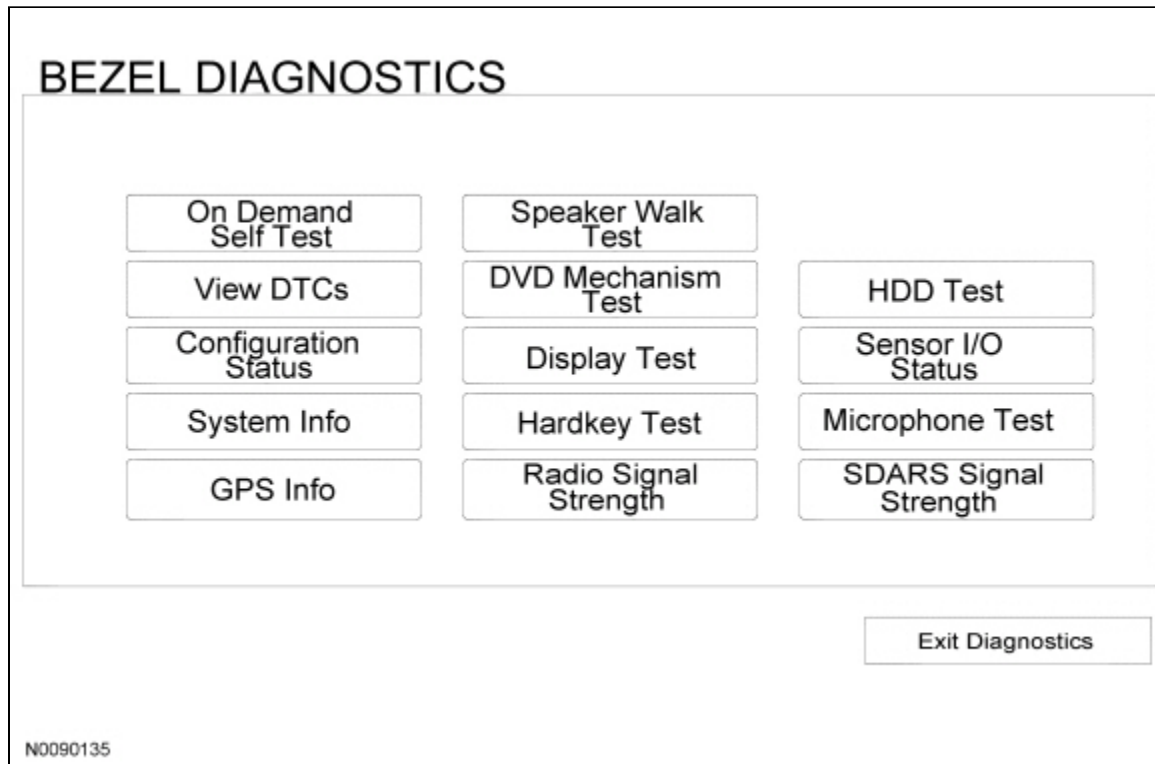 BEZEL DIAGNOSTICS
On Demand
Self Test
Speaker Walk
Test
View DTCs
DVD Mechanism
Test
HDD Test
Configuration
Status
Display Test
Sensor I/O
Status
System Info
Hardkey Test
Microphone Test
GPS Info
Radio Signal
Strength
SDARS Signal
Strength
Exit Diagnostics
N0090135